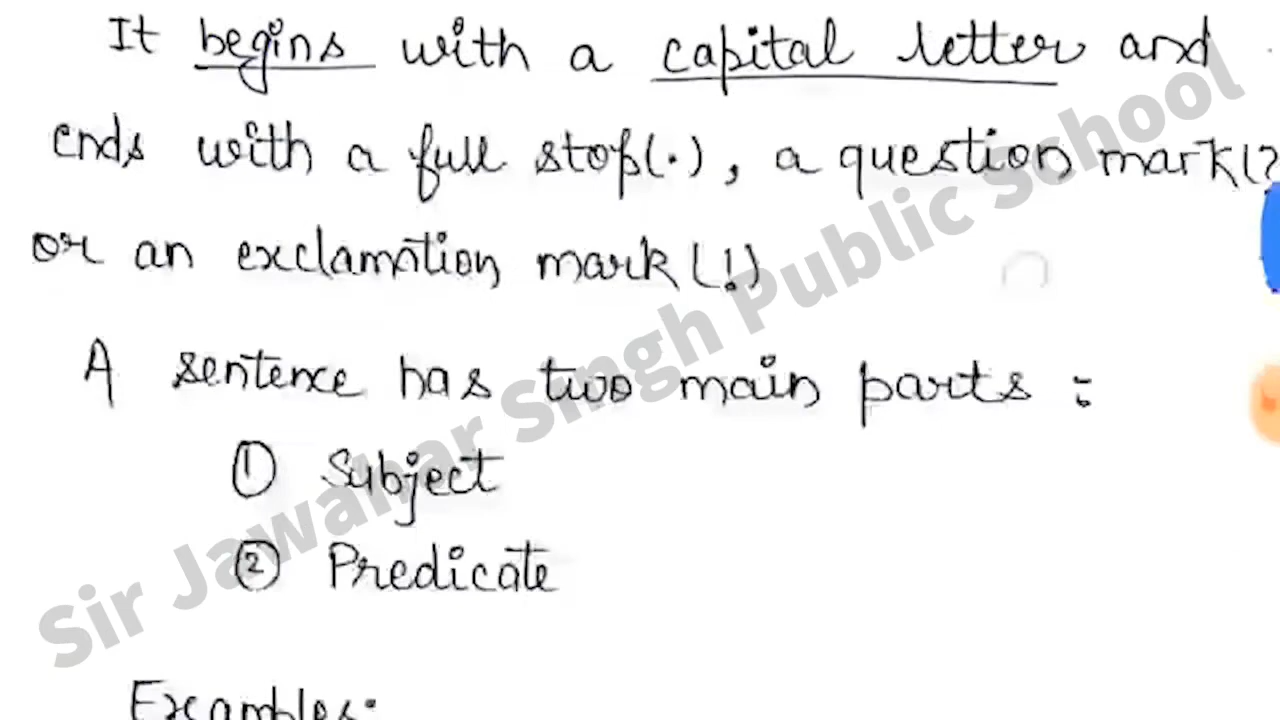 It begins with a capital letter and
ends with a full stop(.), a question mark(?
or an exclamation mark(!)
A sentence has two main parts :
① Subject
② Predicate
Examples:
Sir Jawahar Singh Public School